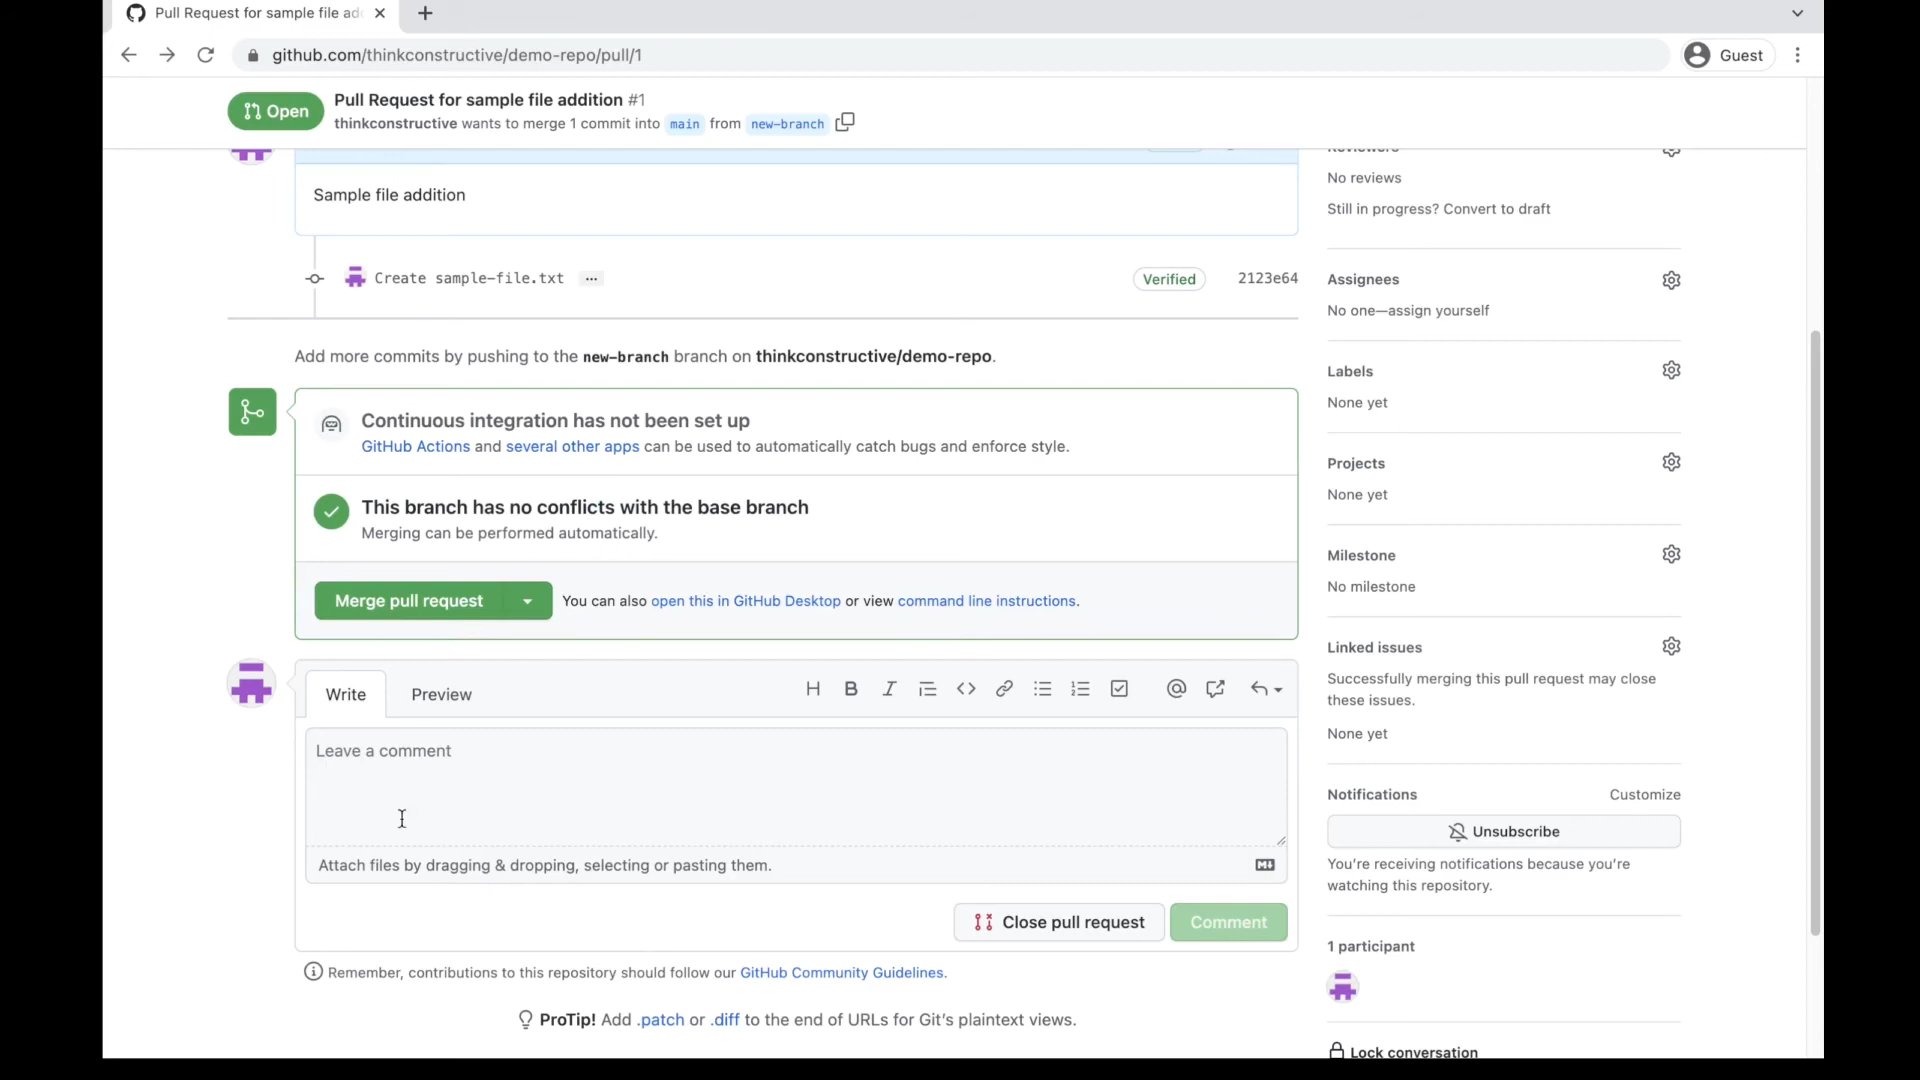 Pull Request for sample file add
github.com/thinkconstructive/demo-repo/pull/1
Guest
Open
Pull Request for sample file addition #1
thinkconstructive wants to merge 1 commit into main from new-branch
Sample file addition
Create sample-file.txt ...
Verified
2123e64
Add more commits by pushing to the new-branch branch on thinkconstructive/demo-repo.
Continuous integration has not been set up
GitHub Actions and several other apps can be used to automatically catch bugs and enforce style.
This branch has no conflicts with the base branch
Merging can be performed automatically.
Merge pull request
You can also open this in GitHub Desktop or view command line instructions.
Write
Preview
H B I
Leave a comment
Attach files by dragging & dropping, selecting or pasting them.
Close pull request
Comment
Remember, contributions to this repository should follow our GitHub Community Guidelines.
ProTip! Add .patch or .diff to the end of URLs for Git's plaintext views.
Reviewers
No reviews
Still in progress? Convert to draft
Assignees
No one—assign yourself
Labels
None yet
Projects
None yet
Milestone
No milestone
Linked issues
Successfully merging this pull request may close
these issues.
None yet
Notifications
Customize
Unsubscribe
You're receiving notifications because you're
watching this repository.
1 participant
Lock conversation